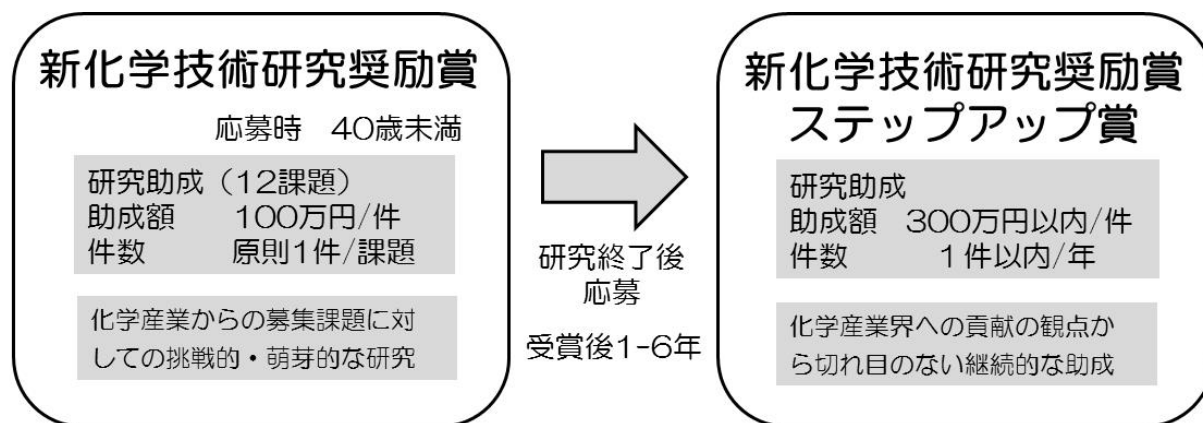 新化学技術研究奨励賞
応募時　40歳未満
研究助成（12課題）
助成額　100万円/件
件数　原則1件/課題
化学産業からの募集課題に対
しての挑戦的・萌芽的な研究
研究終了後
応募
受賞後1-6年
新化学技術研究奨励賞
ステップアップ賞
研究助成
助成額　300万円以内/件
件数　1件以内/年
化学産業界への貢献の観点か
ら切れ目のない継続的な助成